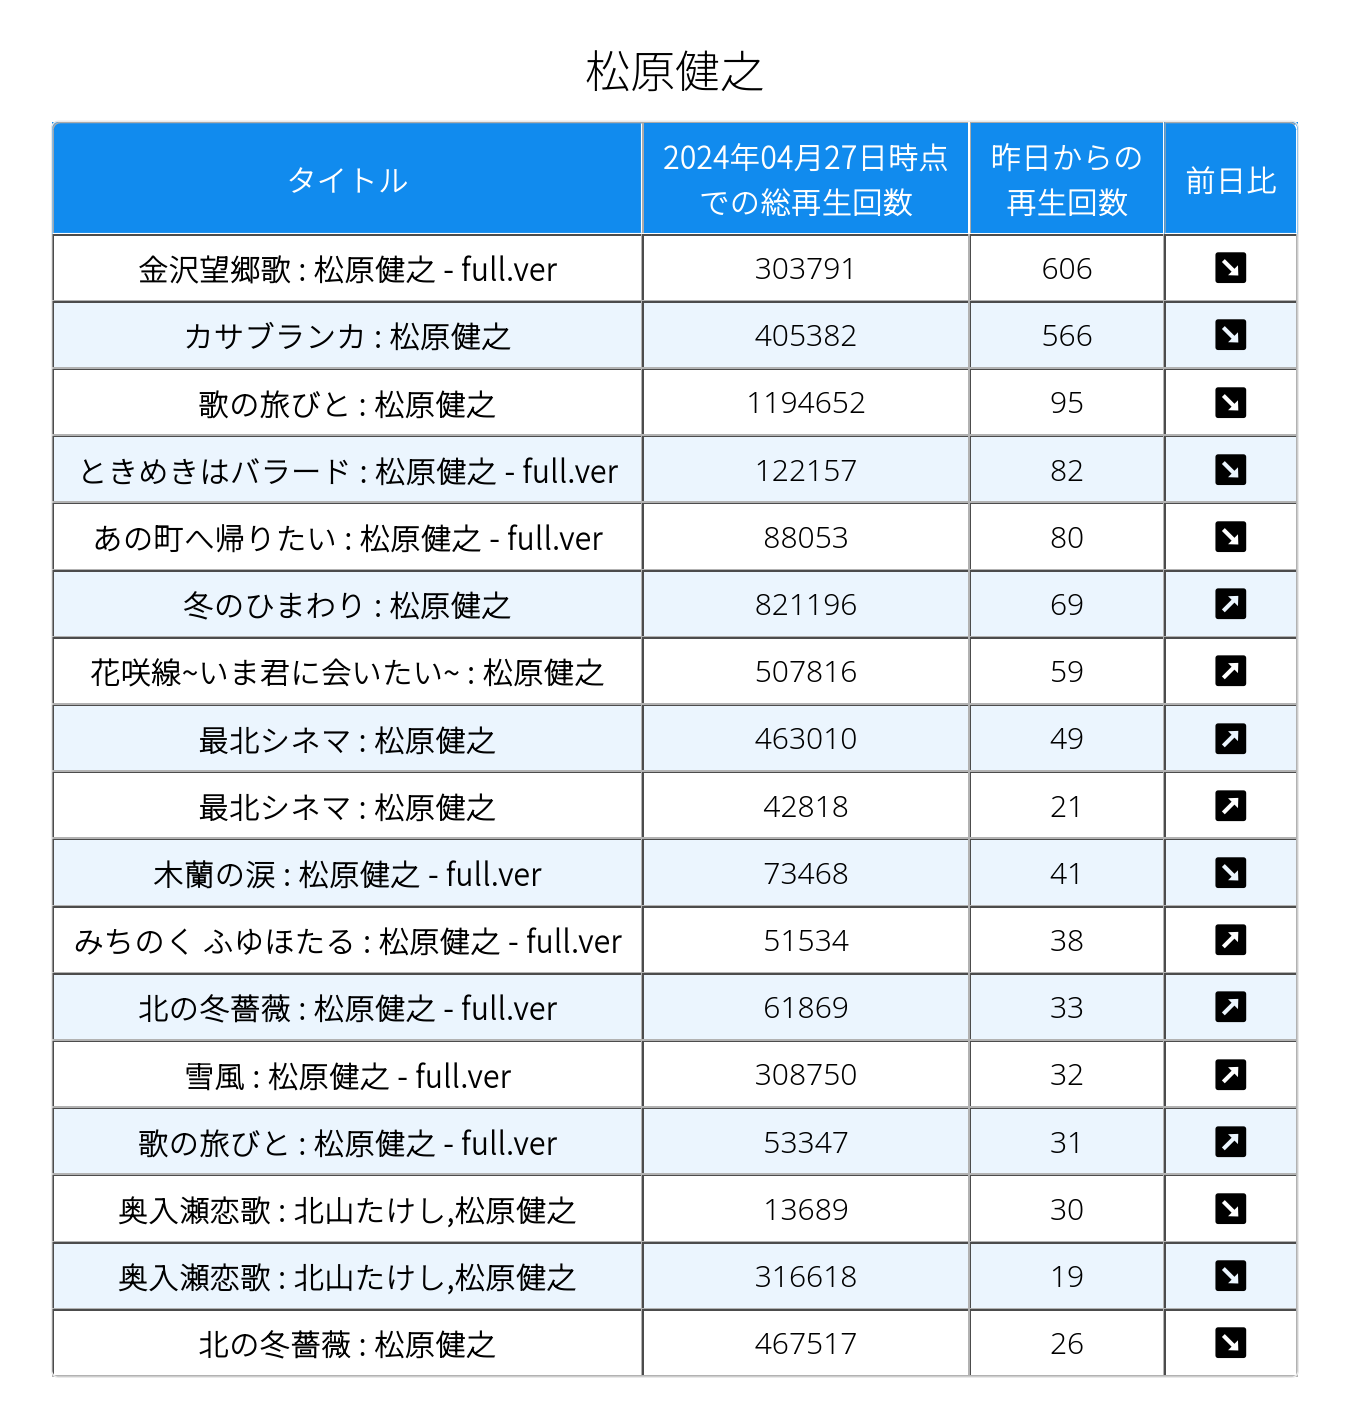 松原健之
タイトル 2024年04月27日時点での総再生回数 昨日からの再生回数 前日比
金沢望郷歌 : 松原健之 - full.ver 303791 606
カサブランカ : 松原健之 405382 566
歌の旅びと : 松原健之 1194652 95
ときめきはバラード : 松原健之 - full.ver 122157 82
あの町へ帰りたい : 松原健之 - full.ver 88053 80
冬のひまわり : 松原健之 821196 69
花咲線~いま君に会いたい~ : 松原健之 507816 59
最北シネマ : 松原健之 463010 49
最北シネマ : 松原健之 42818 21
木蘭の涙 : 松原健之 - full.ver 73468 41
みちのく ふゆほたる : 松原健之 - full.ver 51534 38
北の冬薔薇 : 松原健之 - full.ver 61869 33
雪風 : 松原健之 - full.ver 308750 32
歌の旅びと : 松原健之 - full.ver 53347 31
奥入瀬恋歌 : 北山たけし,松原健之 13689 30
奥入瀬恋歌 : 北山たけし,松原健之 316618 19
北の冬薔薇 : 松原健之 467517 26